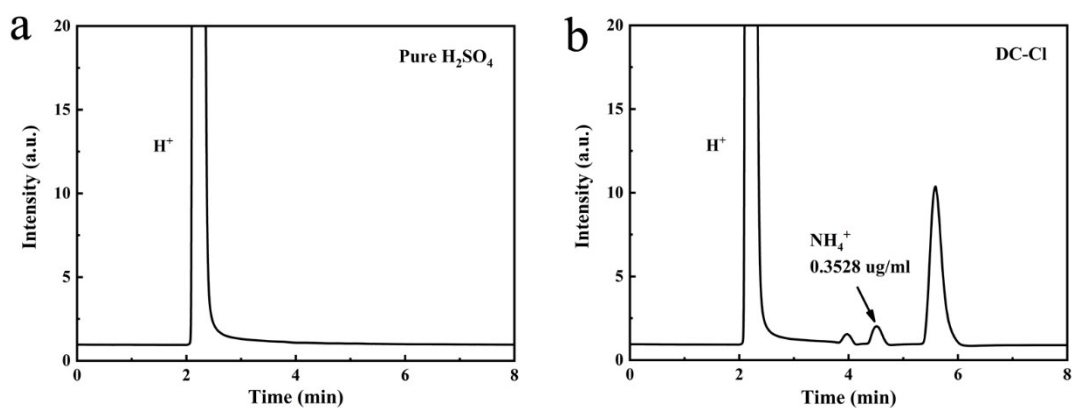 a
Pure H₂SO₄
H⁺
20
15
10
5
0
0 2 4 6 8
Intensity (a.u.)
Time (min)
b
DC-Cl
H⁺
NH₄⁺
0.3528 ug/ml
20
15
10
5
0
0 2 4 6 8
Intensity (a.u.)
Time (min)